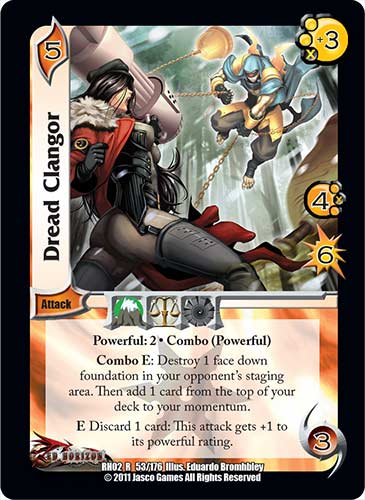 5
+3
Dread Clangor
4
6
Attack
Powerful: 2 • Combo (Powerful)
Combo E: Destroy 1 face down
foundation in your opponent's staging
area. Then add 1 card from the top of your
deck to your momentum.
E Discard 1 card: This attack gets +1 to
its powerful rating.
RED HORIZON
3
RH02_R_53/176 Illus. Eduardo Brombbley
© 2011 Jasco Games All Rights Reserved